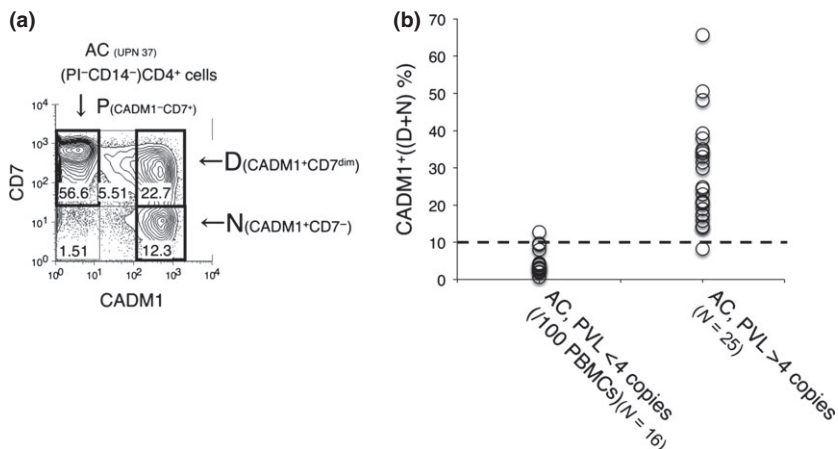 (a)
AC (UPN 37)
(PI⁻CD14⁻)CD4⁺ cells
↓ P(CADM1⁻CD7⁺)
10⁴
10³
10²
10¹
10⁰
CD7
56.6 5.51 22.7
1.51 12.3
←D(CADM1⁺CD7ᵈⁱᵐ)
←N(CADM1⁺CD7⁻)
10⁰ 10¹ 10² 10³ 10⁴
CADM1
(b)
CADM1⁺((D+N) %)
70
60
50
40
30
20
10
0
AC, PVL <4 copies
(/100 PBMCs)(N = 16)
AC, PVL >4 copies
(N = 25)